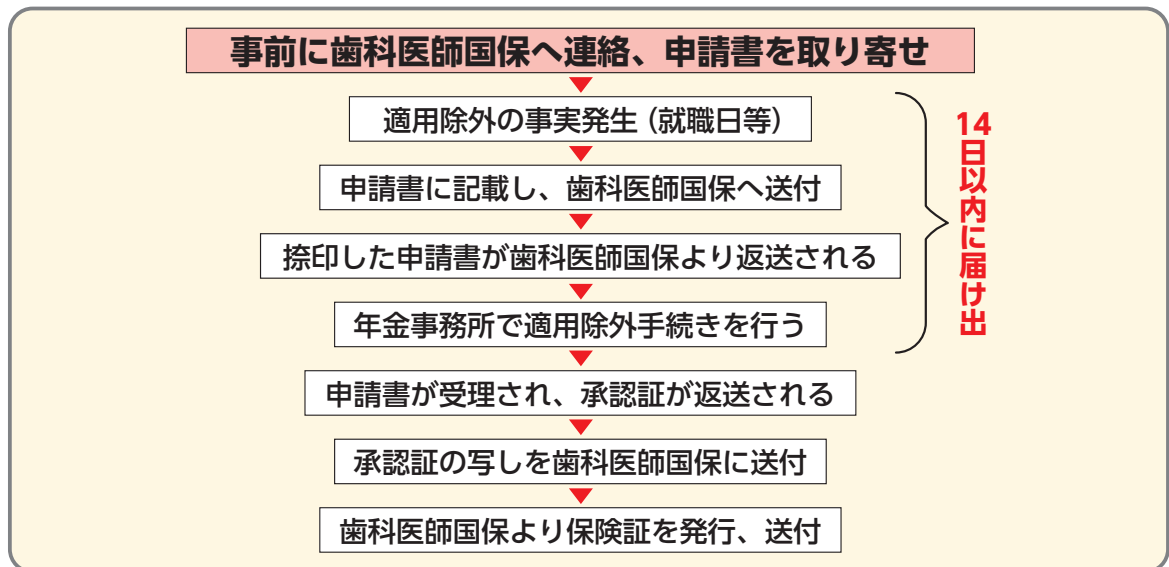 事前に歯科医師国保へ連絡、申請書を取り寄せ
適用除外の事実発生（就職日等）
申請書に記載し、歯科医師国保へ送付
捺印した申請書が歯科医師国保より返送される
年金事務所で適用除外手続きを行う
14日以内に届け出
申請書が受理され、承認証が返送される
承認証の写しを歯科医師国保に送付
歯科医師国保より保険証を発行、送付